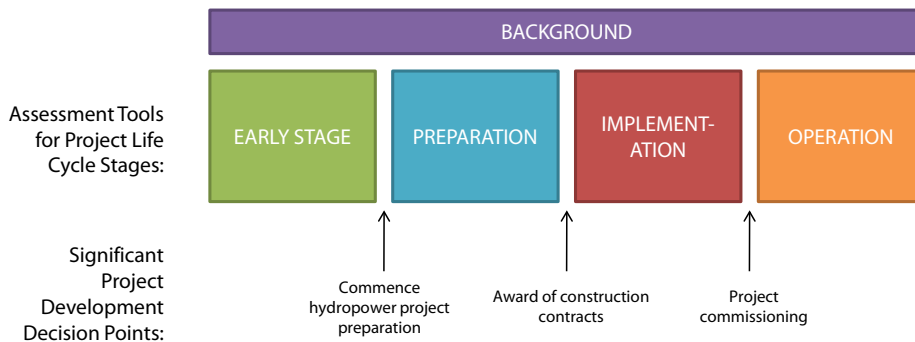 BACKGROUND
Assessment Tools
for Project Life
Cycle Stages:
EARLY STAGE
PREPARATION
IMPLEMENT-
ATION
OPERATION
Significant
Project
Development
Decision Points:
Commence
hydropower project
preparation
Award of construction
contracts
Project
commissioning